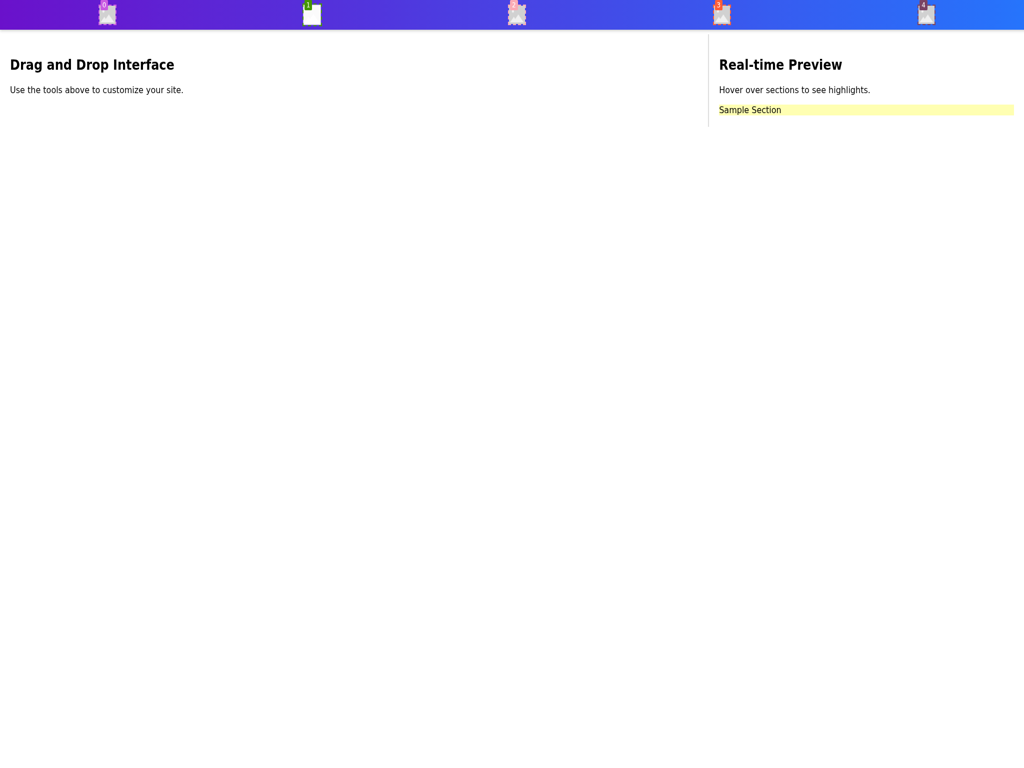 0
1
2
3
4
Drag and Drop Interface
Use the tools above to customize your site.
Real-time Preview
Hover over sections to see highlights.
Sample Section